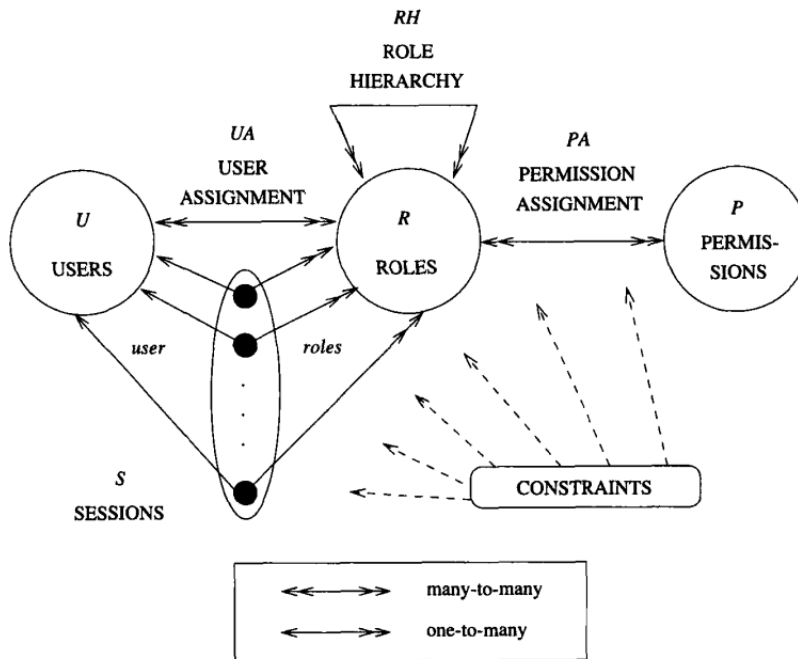 RH
ROLE
HIERARCHY
UA
USER
ASSIGNMENT
PA
PERMISSION
ASSIGNMENT
U
USERS
R
ROLES
P
PERMIS-
SIONS
user
roles
S
SESSIONS
CONSTRAINTS
many-to-many
one-to-many